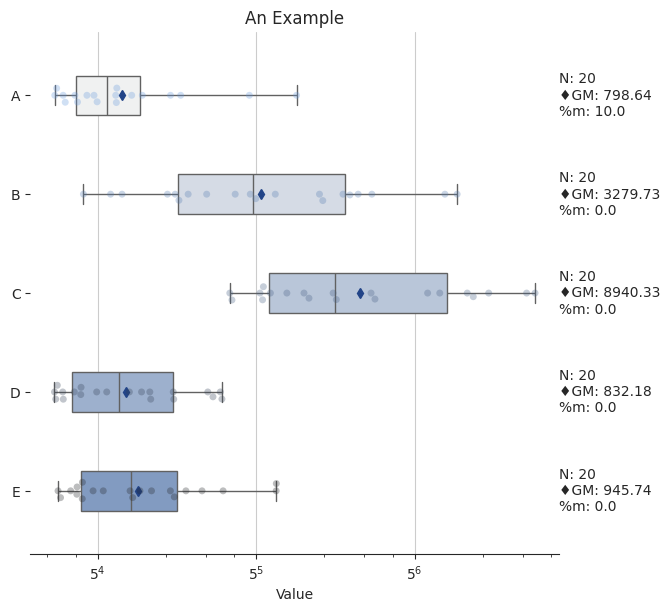 An Example
A
N: 20
♦GM: 798.64
%m: 10.0
B
N: 20
♦GM: 3279.73
%m: 0.0
C
N: 20
♦GM: 8940.33
%m: 0.0
D
N: 20
♦GM: 832.18
%m: 0.0
E
N: 20
♦GM: 945.74
%m: 0.0
5⁴ 5⁵ 5⁶
Value